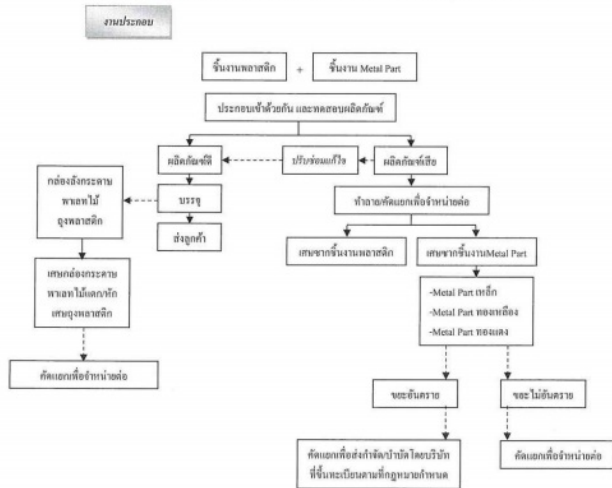 งานประกอบ
ชิ้นงานพลาสติก + ชิ้นงาน Metal Part
ประกอบเข้าด้วยกัน และทดสอบผลิตภัณฑ์
ผลิตภัณฑ์ดี
ปรับซ่อมแก้ไข
ผลิตภัณฑ์เสีย
กล่องลังกระดาษ
พาเลทไม้
ถุงพลาสติก
บรรจุ
ส่งลูกค้า
ทำลาย/คัดแยกเพื่อจำหน่ายต่อ
เศษซากชิ้นงานพลาสติก
เศษซากชิ้นงานMetal Part
เศษกล่องกระดาษ
พาเลทไม้แตก/หัก
เศษถุงพลาสติก
-Metal Part เหล็ก
-Metal Part ทองเหลือง
-Metal Part ทองแดง
คัดแยกเพื่อจำหน่ายต่อ
ขยะอันตราย
ขยะไม่อันตราย
คัดแยกเพื่อส่งกำจัด/บำบัดโดยบริษัท
ที่ขึ้นทะเบียนตามที่กฎหมายกำหนด
คัดแยกเพื่อจำหน่ายต่อ